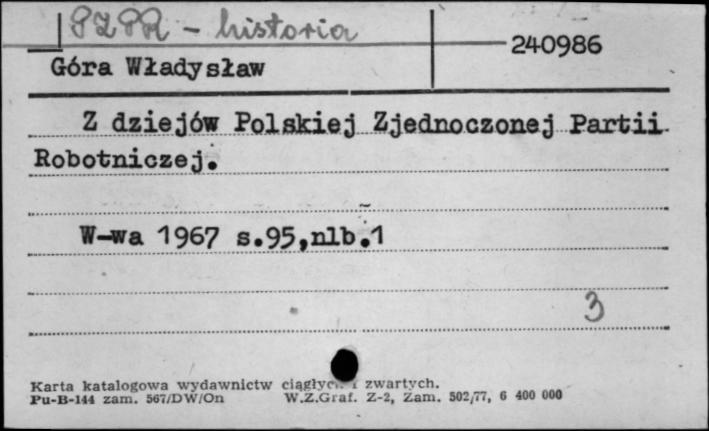 PZPR - historia
240986
Góra Władysław
Z dziejów Polskiej Zjednoczonej Partii
Robotniczej.
W-wa 1967 s.95,nlb.1
3
Karta katalogowa wydawnictw ciągłych i zwartych.
Pu-B-144 zam. 567/DW/On W.Z.Graf. Z-2, Zam. 502/77, 6 400 000